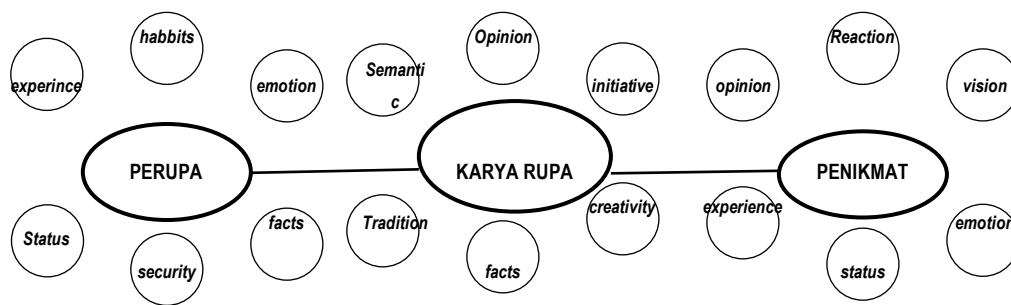 habbits
Opinion
Reaction
experince
emotion
Semanti
c
initiative
opinion
vision
PERUPA
KARYA RUPA
PENIKMAT
Status
security
facts
Tradition
facts
creativity
experience
status
emotion